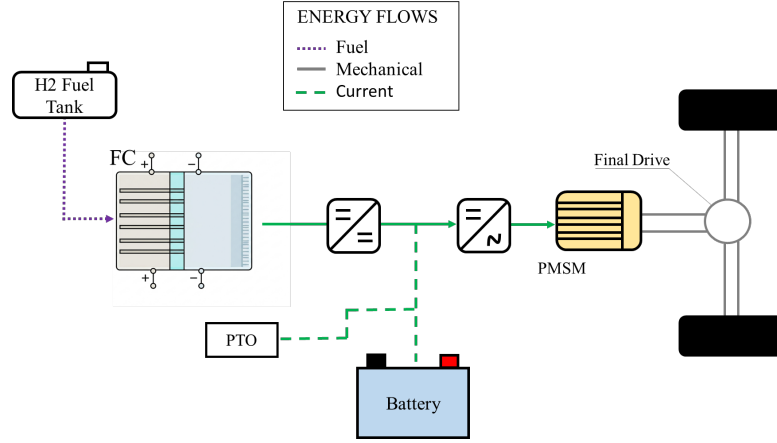 ENERGY FLOWS
Fuel
Mechanical
Current
H2 Fuel
Tank
FC
+
−
+
−
Final Drive
PMSM
PTO
Battery